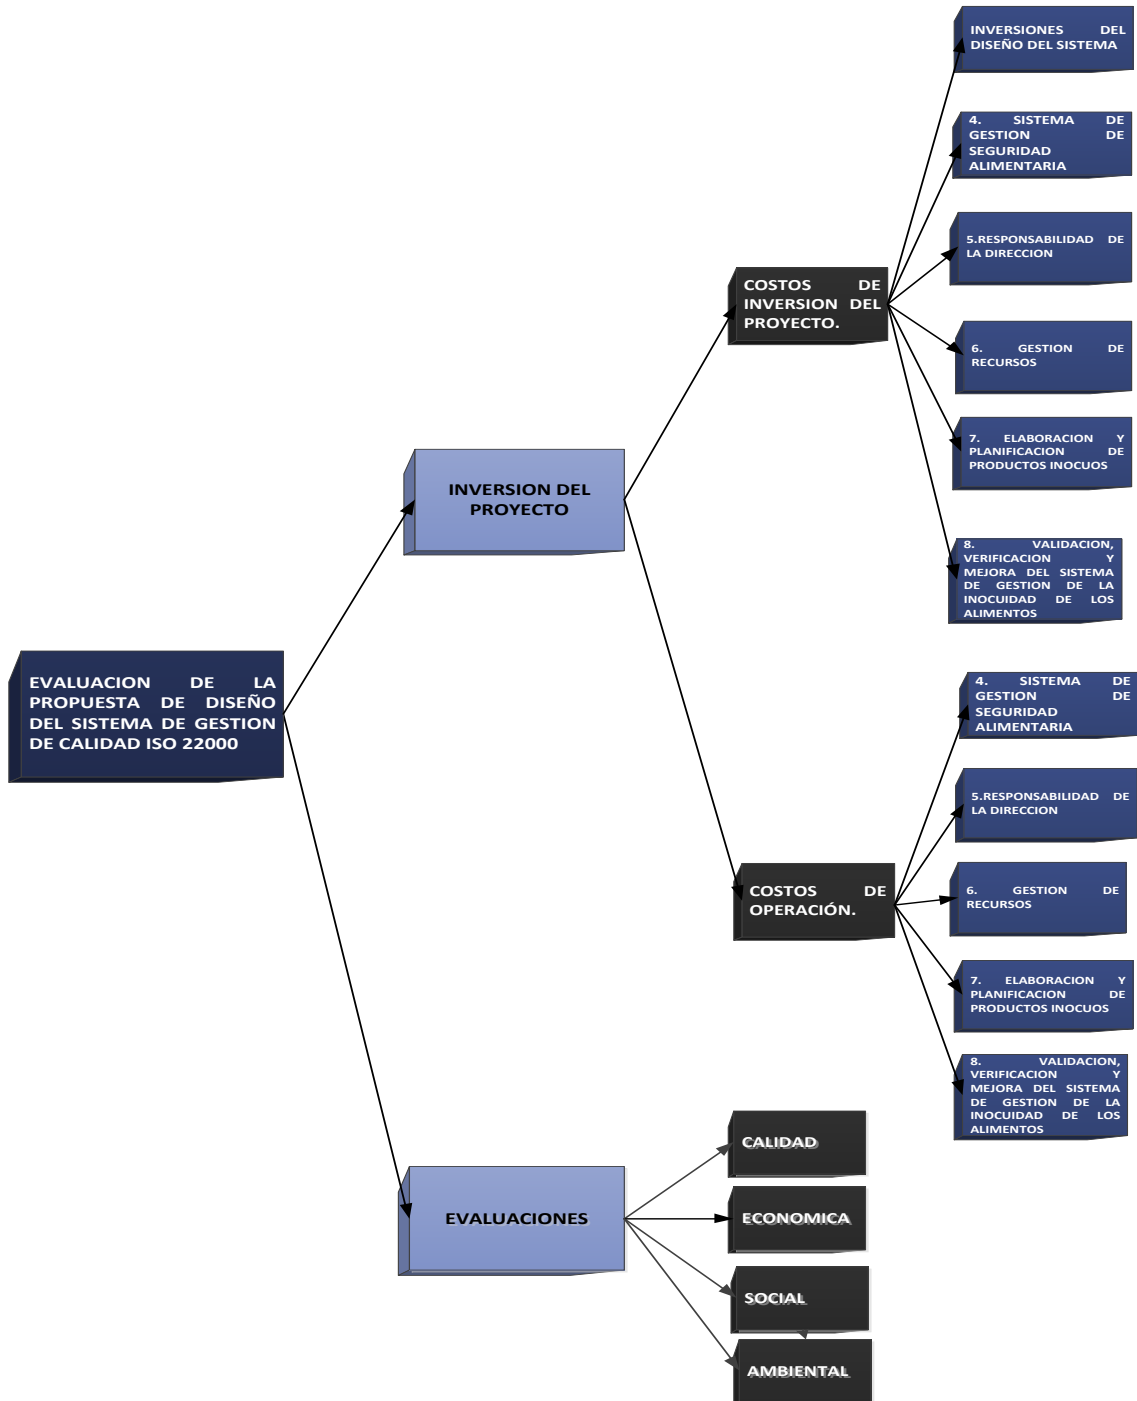 INVERSIONES DEL
DISEÑO DEL SISTEMA
4. SISTEMA DE
GESTION DE
SEGURIDAD
ALIMENTARIA
5.RESPONSABILIDAD DE
LA DIRECCION
COSTOS DE
INVERSION DEL
PROYECTO.
6. GESTION DE
RECURSOS
7. ELABORACION Y
PLANIFICACION DE
PRODUCTOS INOCUOS
INVERSION DEL
PROYECTO
8. VALIDACION,
VERIFICACION Y
MEJORA DEL SISTEMA
DE GESTION DE LA
INOCUIDAD DE LOS
ALIMENTOS
EVALUACION DE LA
PROPUESTA DE DISEÑO
DEL SISTEMA DE GESTION
DE CALIDAD ISO 22000
4. SISTEMA DE
GESTION DE
SEGURIDAD
ALIMENTARIA
5.RESPONSABILIDAD DE
LA DIRECCION
COSTOS DE
OPERACIÓN.
6. GESTION DE
RECURSOS
7. ELABORACION Y
PLANIFICACION DE
PRODUCTOS INOCUOS
8. VALIDACION,
VERIFICACION Y
MEJORA DEL SISTEMA
DE GESTION DE LA
INOCUIDAD DE LOS
ALIMENTOS
EVALUACIONES
CALIDAD
ECONOMICA
SOCIAL
AMBIENTAL